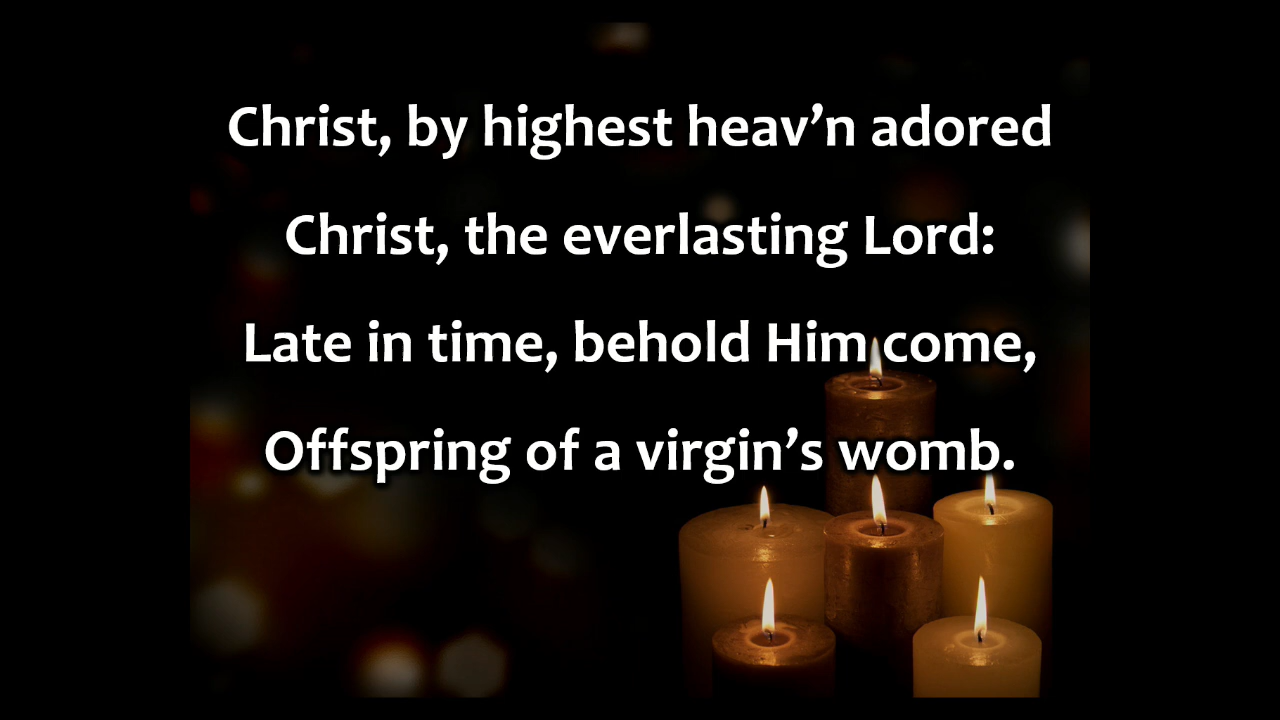 Christ, by highest heav’n adored
Christ, the everlasting Lord:
Late in time, behold Him come,
Offspring of a virgin’s womb.